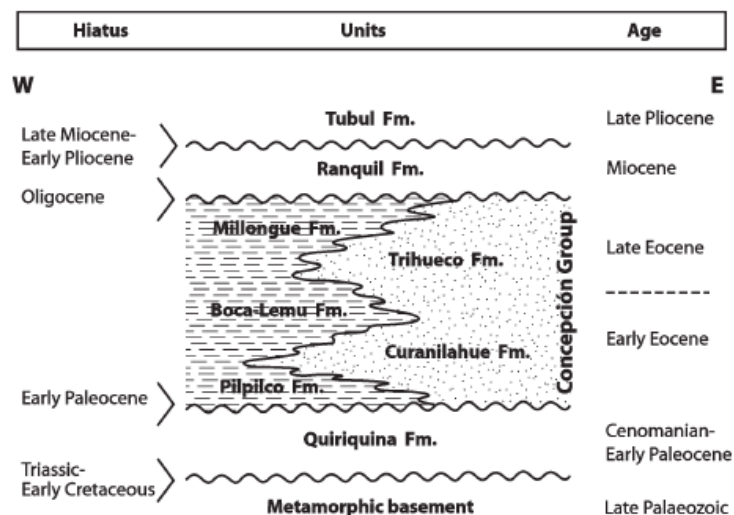 Hiatus Units Age
W E
Tubul Fm. Late Pliocene
Late Miocene-
Early Pliocene
Ranquil Fm. Miocene
Oligocene
Millongue Fm.
Trihueco Fm. Late Eocene
Concepción Group
Boca-Lemu Fm.
Early Eocene
Curanilahue Fm.
Pilpilco Fm.
Early Paleocene
Quiriquina Fm. Cenomanian-
Early Paleocene
Triassic-
Early Cretaceous
Metamorphic basement Late Palaeozoic